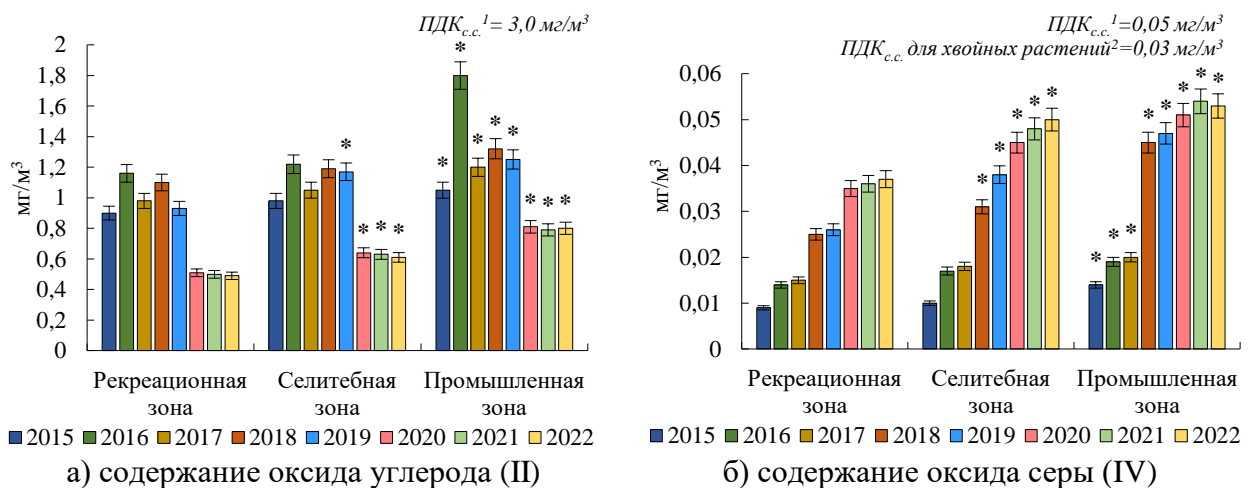 ПДКс.с.¹= 3,0 мг/м³
2
1,8
1,6
1,4
1,2
1
0,8
0,6
0,4
0,2
0
мг/м³
* * * *
* * * * * * * *
Рекреационная зона
Селитебная зона
Промышленная зона
2015 2016 2017 2018 2019 2020 2021 2022
а) содержание оксида углерода (II)
ПДКс.с.¹=0,05 мг/м³
ПДКс.с. для хвойных растений²=0,03 мг/м³
0,06
0,05
0,04
0,03
0,02
0,01
0
мг/м³
* * * * *
* * * * * * * *
Рекреационная зона
Селитебная зона
Промышленная зона
2015 2016 2017 2018 2019 2020 2021 2022
б) содержание оксида серы (IV)